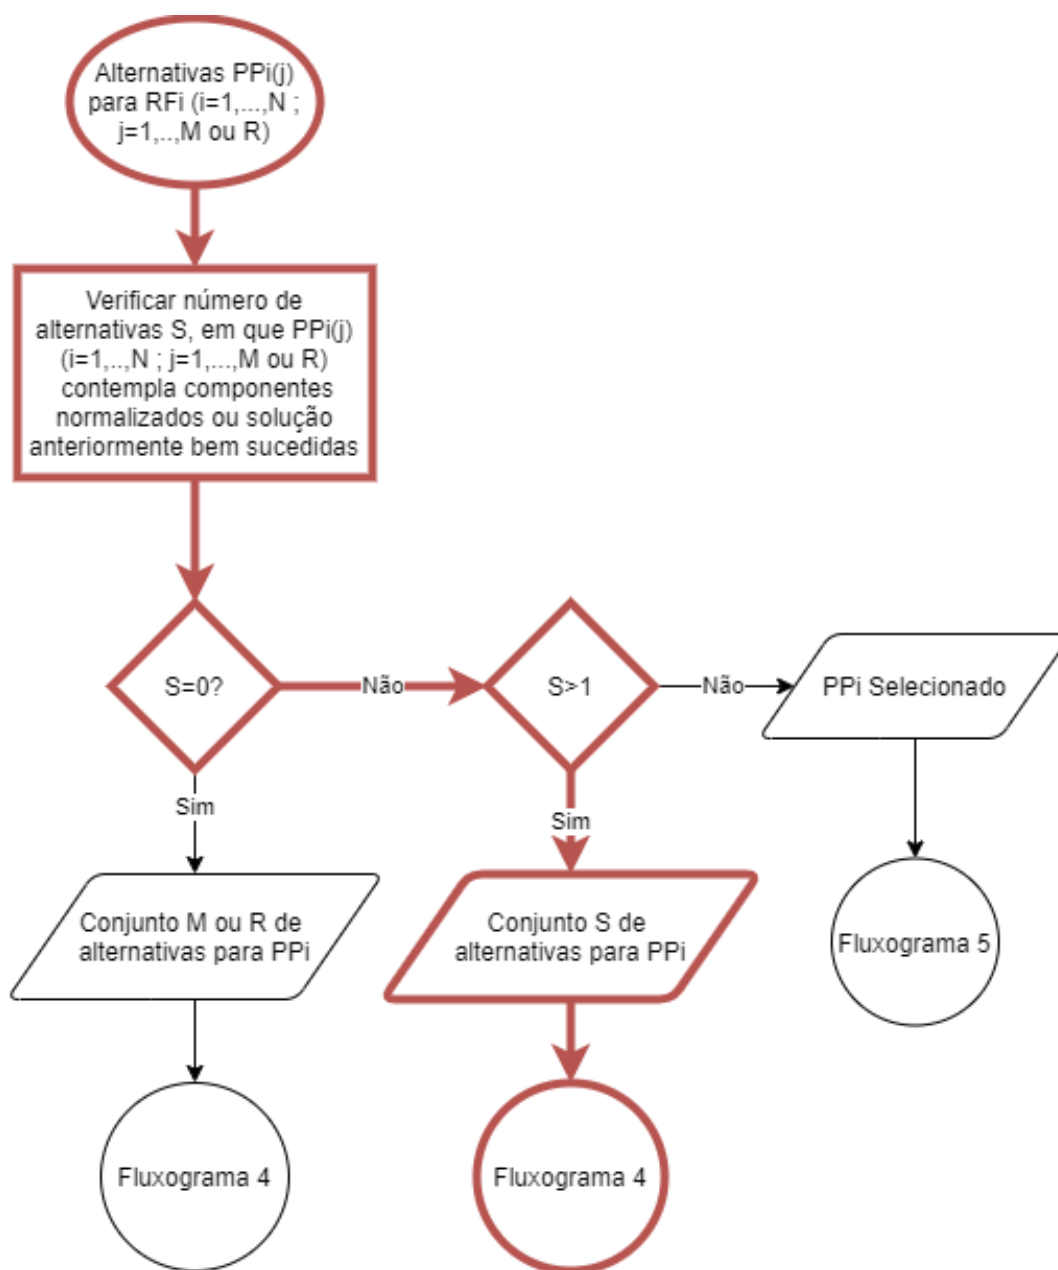 Alternativas PPi(j)
para RFi (i=1,...,N ;
j=1,..,M ou R)
Verificar número de
alternativas S, em que PPi(j)
(i=1,..,N ; j=1,...,M ou R)
contempla componentes
normalizados ou solução
anteriormente bem sucedidas
S=0?
Não
S>1
Não
PPi Selecionado
Sim
Sim
Conjunto M ou R de
alternativas para PPi
Conjunto S de
alternativas para PPi
Fluxograma 5
Fluxograma 4
Fluxograma 4